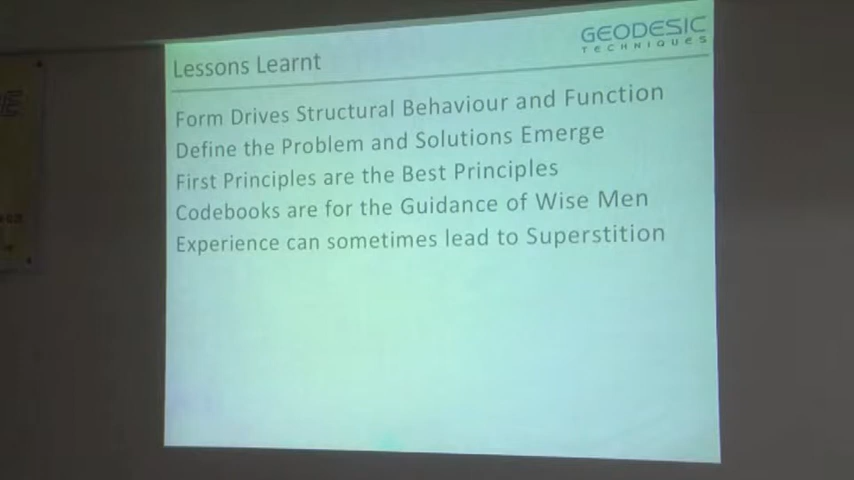 GEODESIC
TECHNIQUES
Lessons Learnt
Form Drives Structural Behaviour and Function
Define the Problem and Solutions Emerge
First Principles are the Best Principles
Codebooks are for the Guidance of Wise Men
Experience can sometimes lead to Superstition